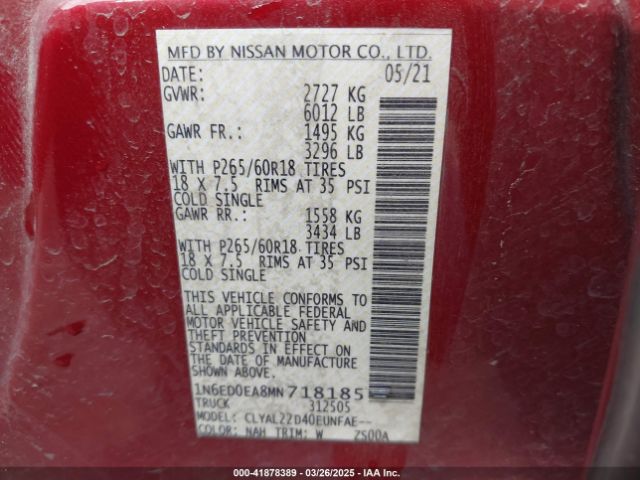 MFD BY NISSAN MOTOR CO., LTD.
DATE: 05/21
GVWR: 2727 KG
6012 LB
GAWR FR.: 1495 KG
3296 LB
WITH P265/60R18 TIRES
18 X 7.5 RIMS AT 35 PSI
COLD SINGLE
GAWR RR.: 1558 KG
3434 LB
WITH P265/60R18 TIRES
18 X 7.5 RIMS AT 35 PSI
COLD SINGLE
THIS VEHICLE CONFORMS TO
ALL APPLICABLE FEDERAL
MOTOR VEHICLE SAFETY AND
THEFT PREVENTION
STANDARDS IN EFFECT ON
THE DATE OF MANUFACTURE
SHOWN ABOVE.
1N6ED0EA8MN718185
TRUCK 312505
MODEL: CLYAL22D40EUNFAE--
COLOR: NAH TRIM: W ZS00A
000-41878389 | 03/26/2025 | IAA Inc.